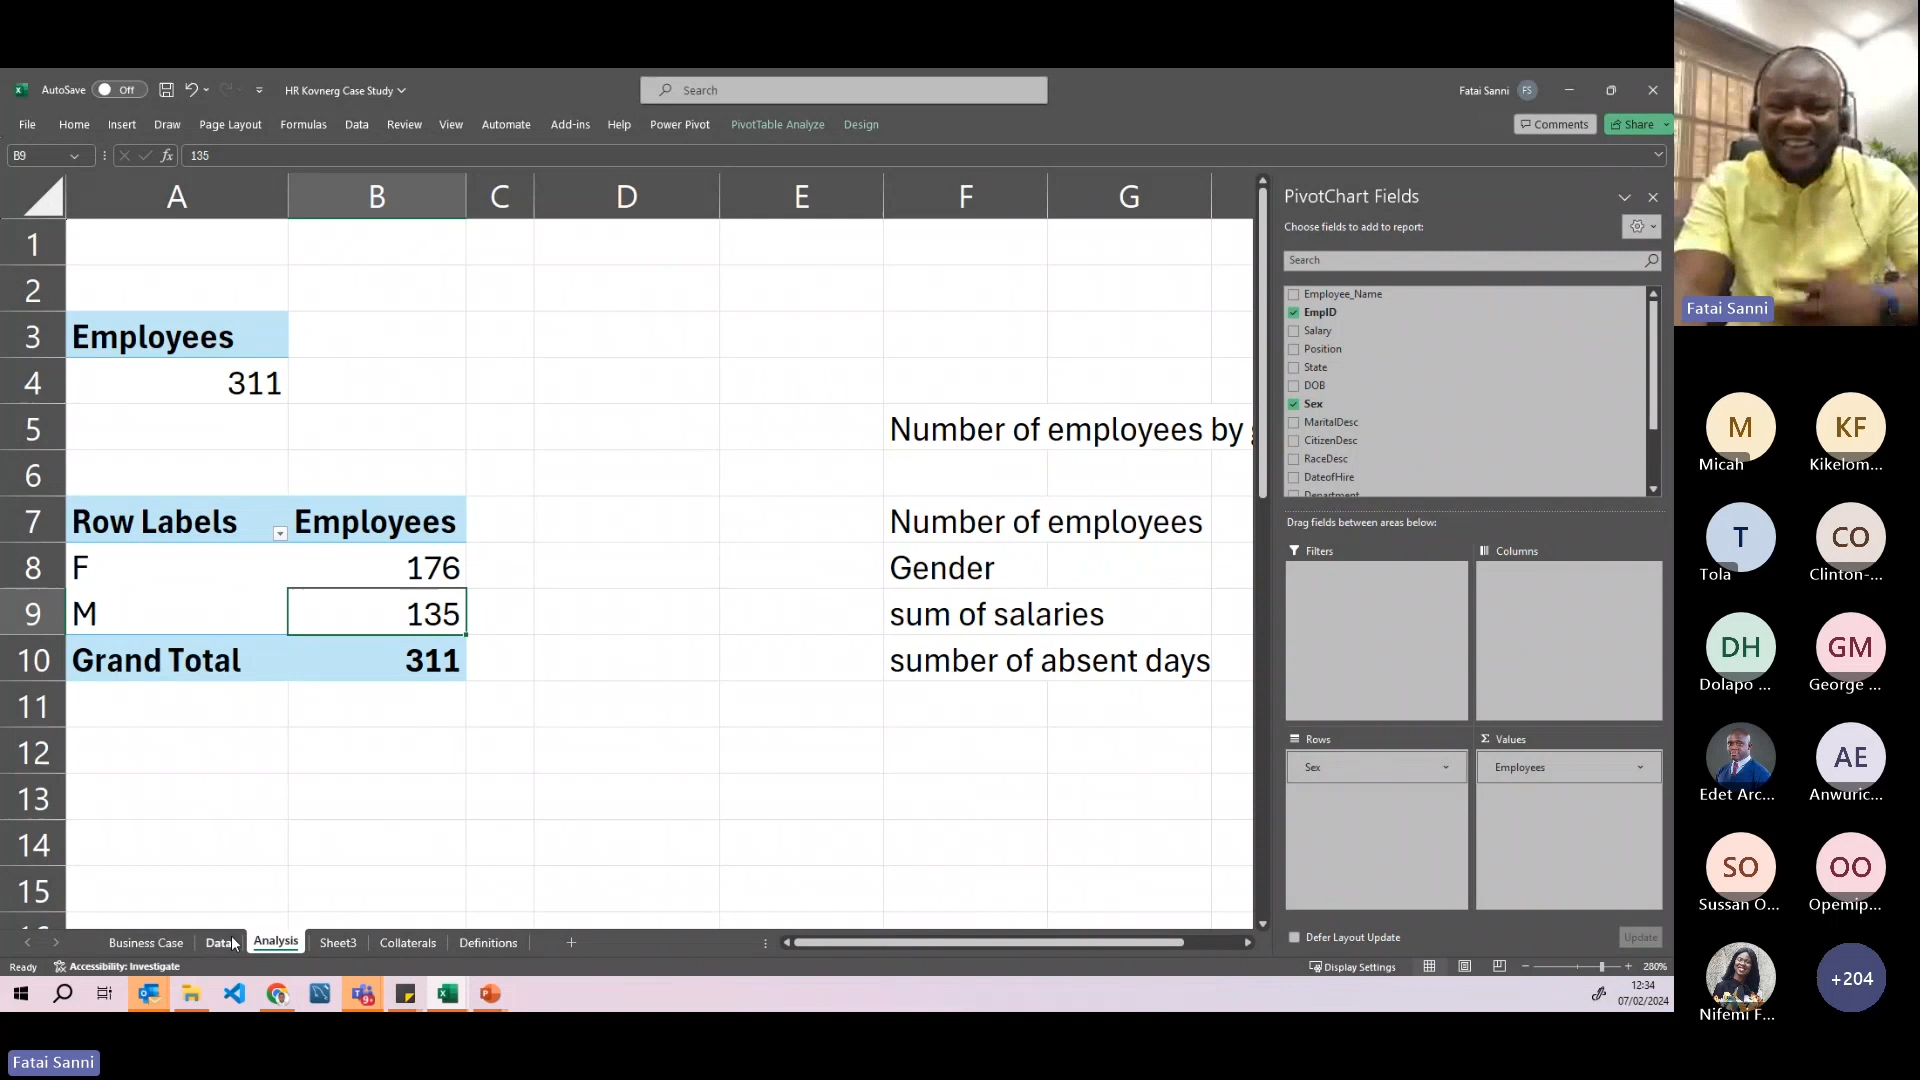 AutoSave Off HR Kovnerg Case Study Search Fatai Sanni FS
File Home Insert Draw Page Layout Formulas Data Review View Automate Add-ins Help Power Pivot PivotTable Analyze Design Comments Share
B9 fx 135
A B C D E F G
1
2
3 Employees
4 311
5 Number of employees by
6
7 Row Labels Employees Number of employees
8 F 176 Gender
9 M 135 sum of salaries
10 Grand Total 311 sumber of absent days
11
12
13
14
15
PivotChart Fields
Choose fields to add to report:
Search
Employee_Name
EmpID
Salary
Position
State
DOB
Sex
MaritalDesc
CitizenDesc
RaceDesc
DateofHire
Department
Drag fields between areas below:
Filters Columns
Rows Values
Sex Employees
Defer Layout Update Update
Business Case Data Analysis Sheet3 Collaterals Definitions
Ready Accessibility: Investigate Display Settings 280%
9+
12:34
07/02/2024
Fatai Sanni
Fatai Sanni
M KF
Micah Kikelom...
T CO
Tola Clinton-...
DH GM
Dolapo ... George ...
AE
Edet Arc... Anwuric...
SO OO
Sussan O... Opemip...
+204
Nifemi F...